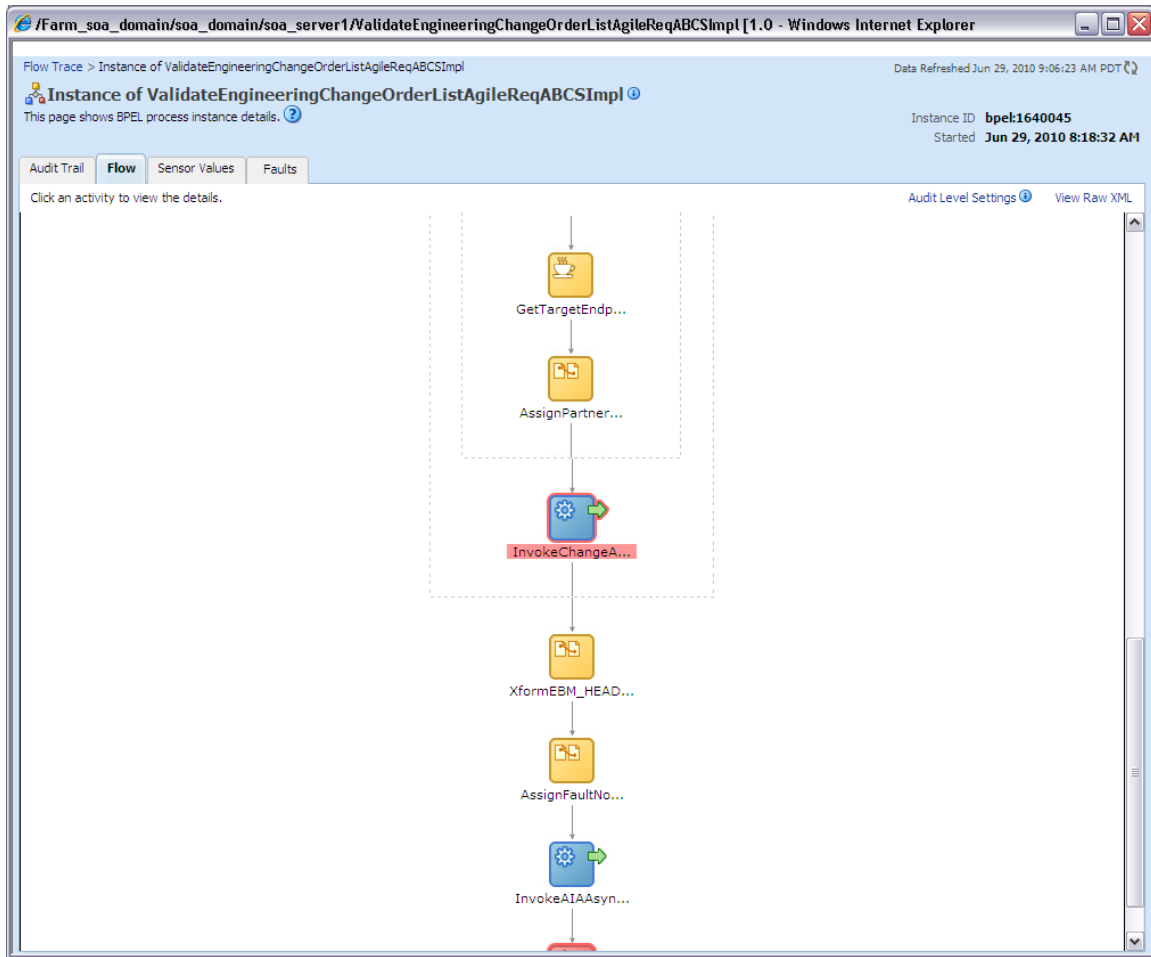 /Farm_soa_domain/soa_domain/soa_server1/ValidateEngineeringChangeOrderListAgileReqABCSImpl [1.0 - Windows Internet Explorer
Flow Trace > Instance of ValidateEngineeringChangeOrderListAgileReqABCSImpl
Data Refreshed Jun 29, 2010 9:06:23 AM PDT
Instance of ValidateEngineeringChangeOrderListAgileReqABCSImpl
This page shows BPEL process instance details.
Instance ID bpel:1640045
Started Jun 29, 2010 8:18:32 AM
Audit Trail Flow Sensor Values Faults
Click an activity to view the details.
Audit Level Settings View Raw XML
GetTargetEndp...
AssignPartner...
InvokeChangeA...
XformEBM_HEAD...
AssignFaultNo...
InvokeAIAAsyn...